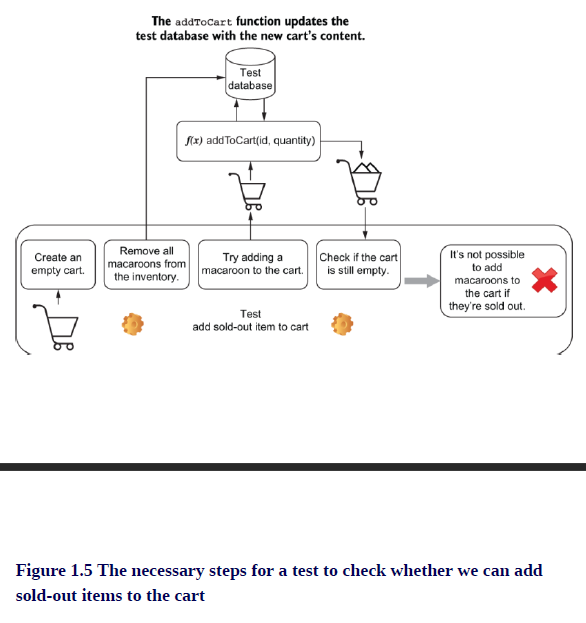 The addToCart function updates the
test database with the new cart's content.
Test
database
f(x) addToCart(id, quantity)
Create an
empty cart.
Remove all
macaroons from
the inventory.
Try adding a
macaroon to the cart.
Check if the cart
is still empty.
It's not possible
to add
macaroons to
the cart if
they're sold out.
Test
add sold-out item to cart
Figure 1.5 The necessary steps for a test to check whether we can add
sold-out items to the cart